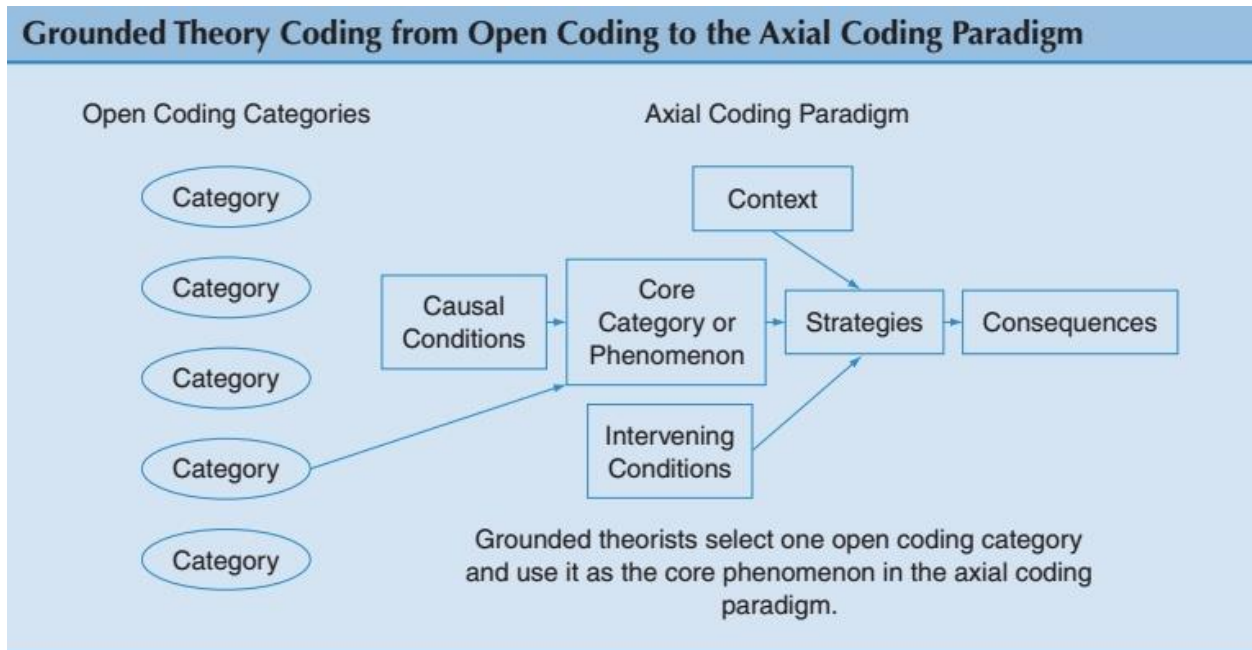 Grounded Theory Coding from Open Coding to the Axial Coding Paradigm
Open Coding Categories
Axial Coding Paradigm
Category
Category
Category
Category
Category
Context
Causal
Conditions
Core
Category or
Phenomenon
Strategies
Consequences
Intervening
Conditions
Grounded theorists select one open coding category
and use it as the core phenomenon in the axial coding
paradigm.